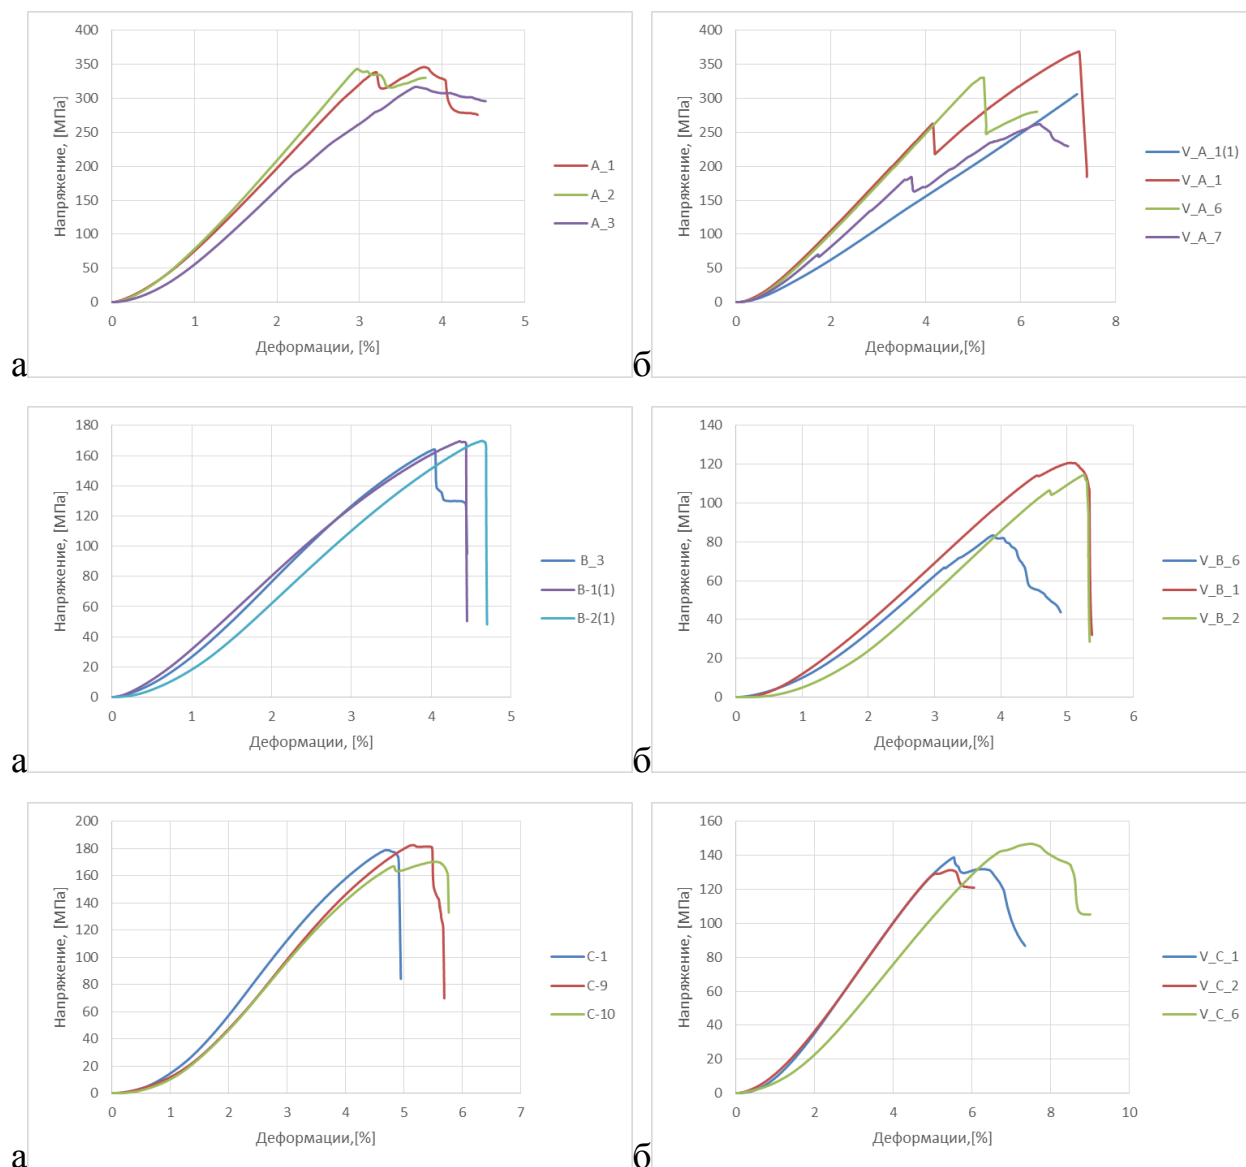 400
350
300
250
200
150
100
50
0
0 1 2 3 4 5
Напряжение, [МПа]
Деформации, [%]
A_1
A_2
A_3
а
400
350
300
250
200
150
100
50
0
0 2 4 6 8
Напряжение, [МПа]
Деформации,[%]
V_A_1(1)
V_A_1
V_A_6
V_A_7
б
180
160
140
120
100
80
60
40
20
0
0 1 2 3 4 5
Напряжение, [МПа]
Деформации, [%]
B_3
B-1(1)
B-2(1)
а
140
120
100
80
60
40
20
0
0 1 2 3 4 5 6
Напряжение, [МПа]
Деформации,[%]
V_B_6
V_B_1
V_B_2
б
200
180
160
140
120
100
80
60
40
20
0
0 1 2 3 4 5 6 7
Напряжение, [МПа]
Деформации,[%]
C-1
C-9
C-10
а
160
140
120
100
80
60
40
20
0
0 2 4 6 8 10
Напряжение, [МПа]
Деформации,[%]
V_C_1
V_C_2
V_C_6
б